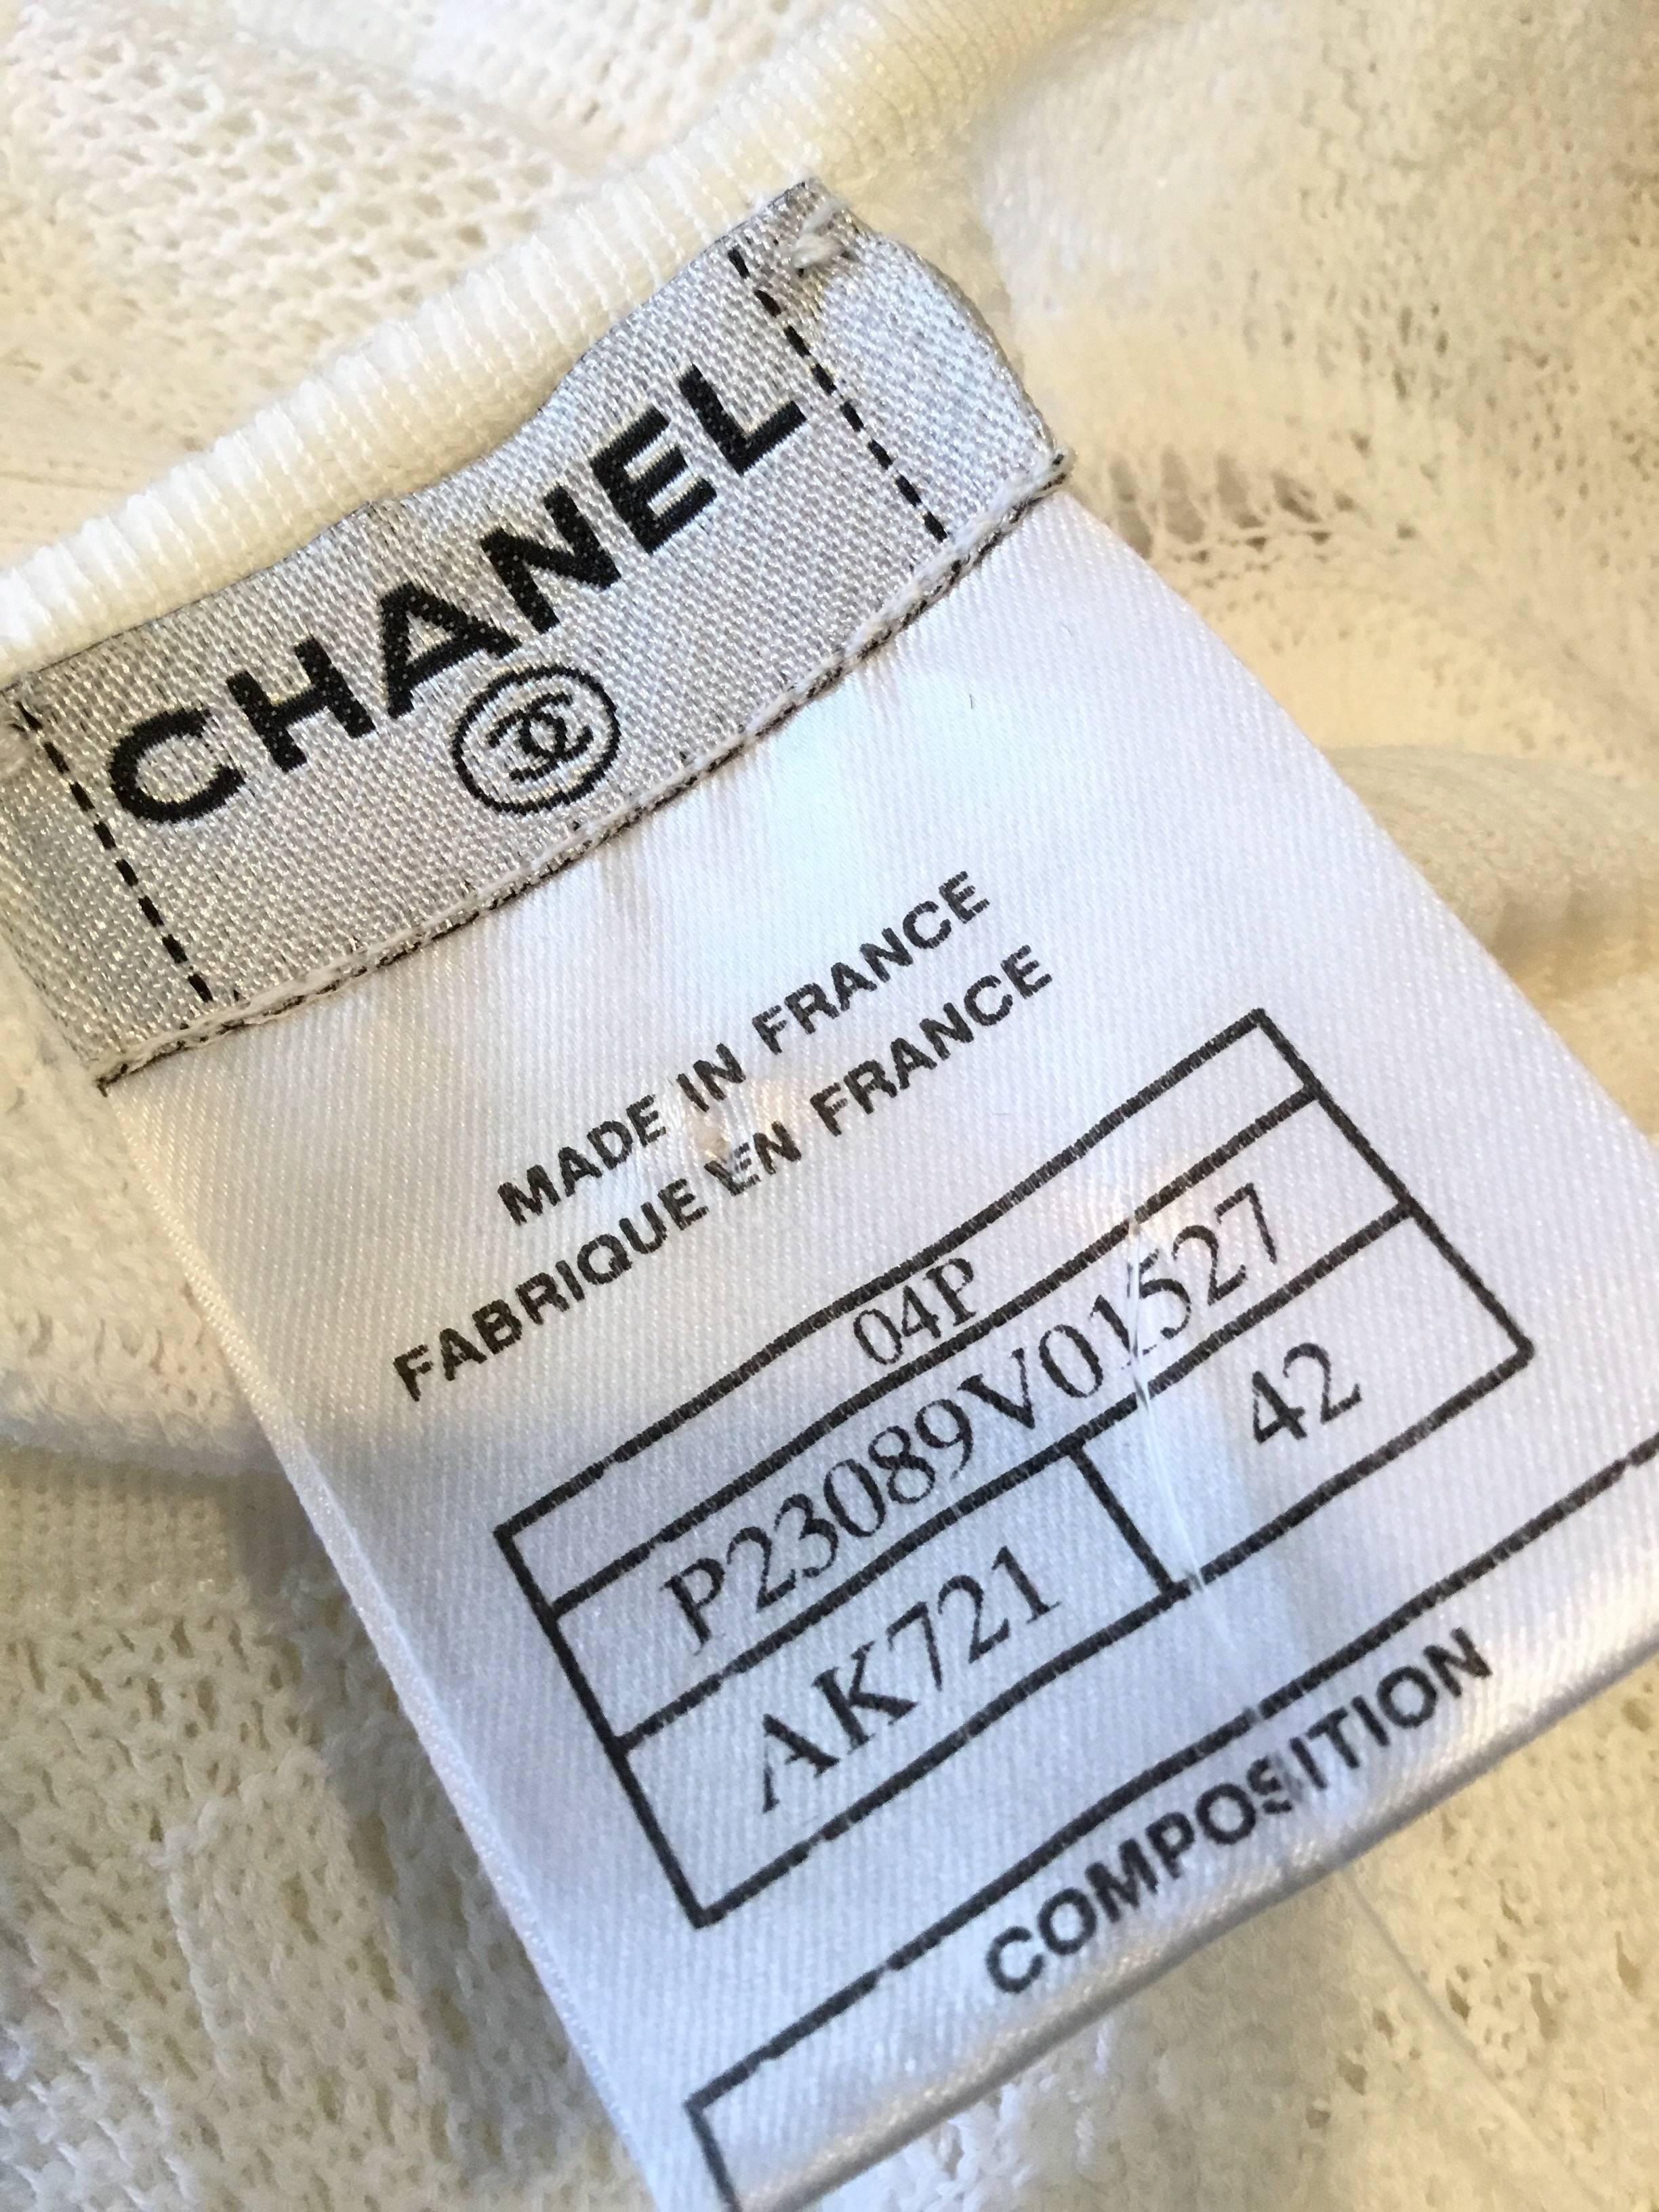 CHANEL
MADE IN FRANCE
FABRIQUE EN FRANCE
04P
P23089V01527
AK721 42
COMPOSITION